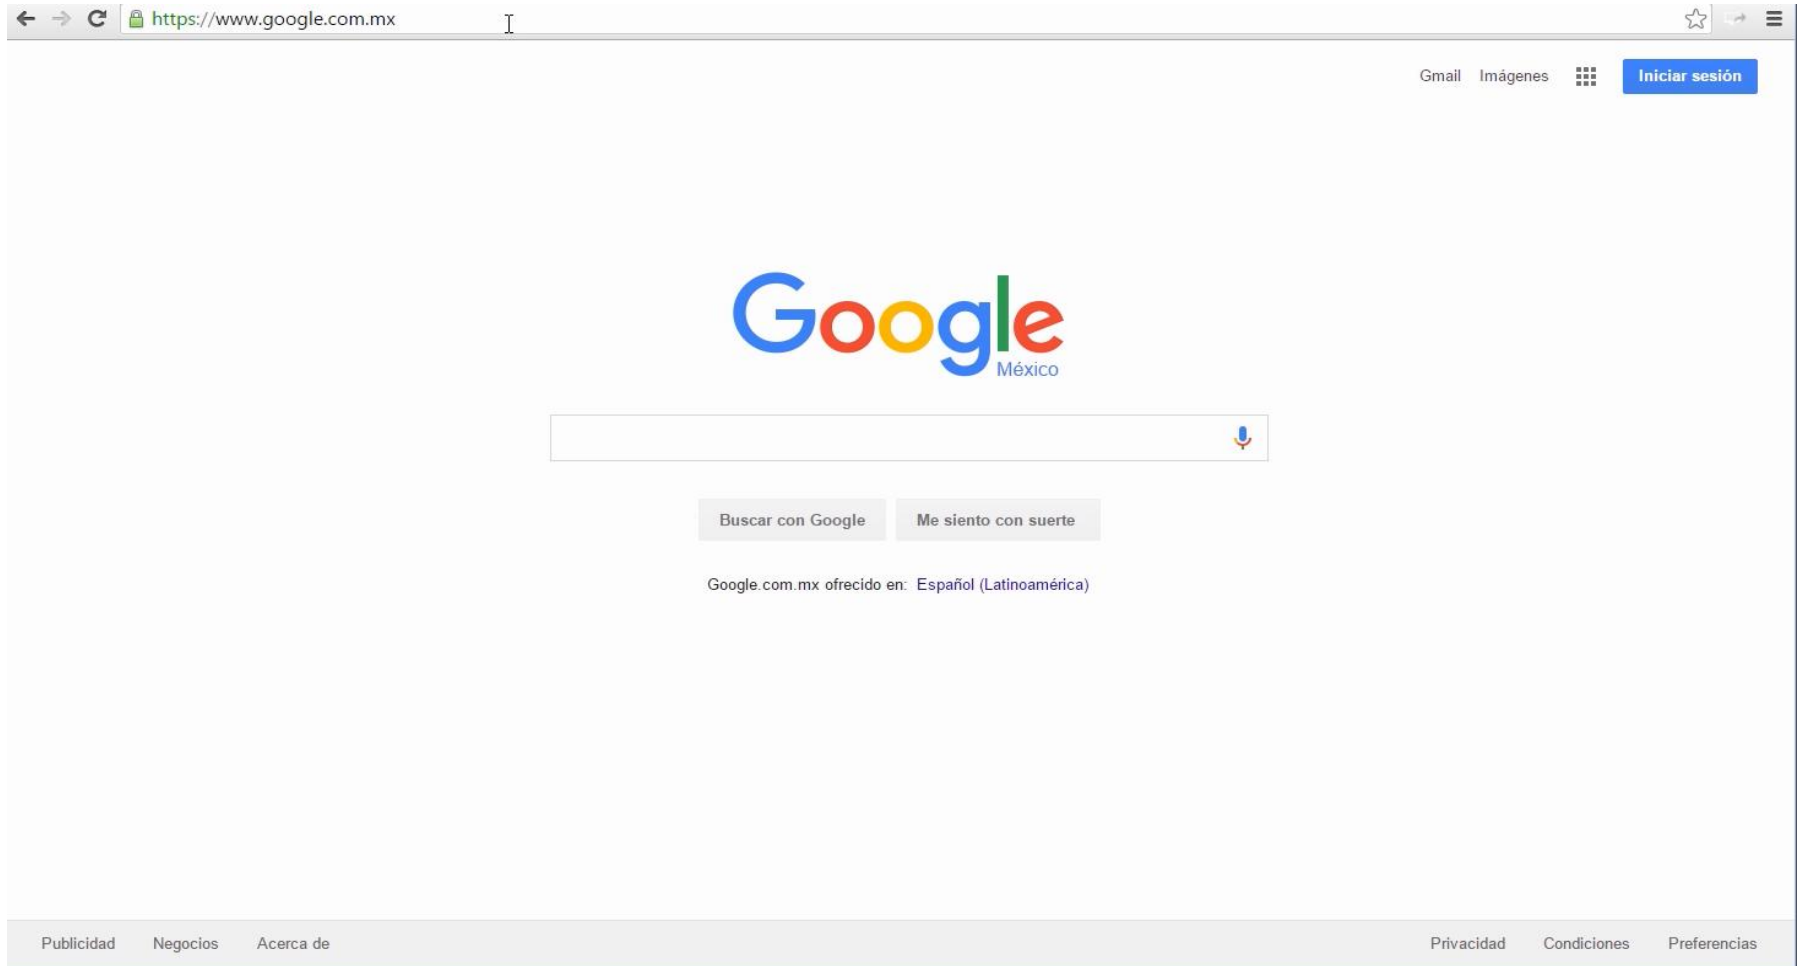 https://www.google.com.mx
Gmail Imágenes Iniciar sesión
Google
México
Buscar con Google Me siento con suerte
Google.com.mx ofrecido en: Español (Latinoamérica)
Publicidad Negocios Acerca de Privacidad Condiciones Preferencias